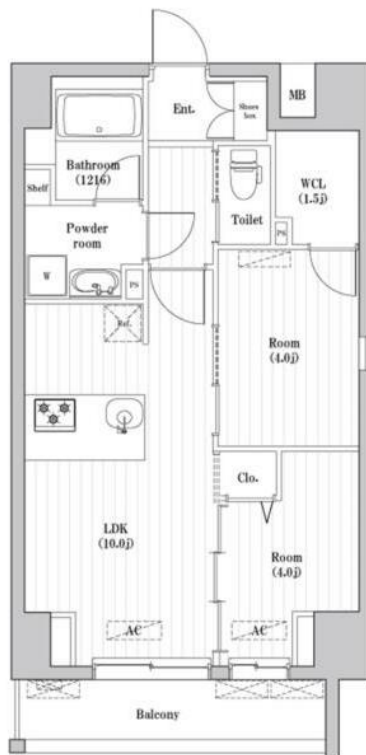 Ent.
Shoes
box
MB
Bathroom
(1216)
WCL
(1.5j)
Shelf
Toilet
Powder
room
PS
W
PS
Ref.
Room
(4.0j)
Clo.
LDK
(10.0j)
Room
(4.0j)
AC
AC
Balcony